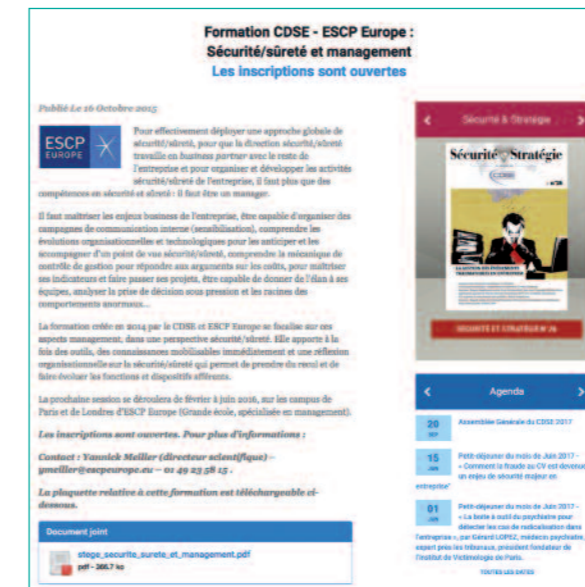 Formation CDSE - ESCP Europe :
Sécurité/sûreté et management
Les inscriptions sont ouvertes
Publié Le 16 Octobre 2015
ESCP
EUROPE
Pour effectivement déployer une approche globale de
sécurité/sûreté, pour que la direction sécurité/sûreté
travaille en business partner avec le reste de
l'entreprise et pour organiser et développer les activités
sécurité/sûreté de l'entreprise, il faut plus que des
compétences en sécurité et sûreté : il faut être un manager.
Il faut maîtriser les enjeux business de l'entreprise, être capable d'organiser des
campagnes de communication interne (sensibilisation), comprendre les
évolutions organisationnelles et technologiques pour les anticiper et les
accompagner d'un point de vue sécurité/sûreté, comprendre la mécanique de
contrôle de gestion pour répondre aux arguments sur les coûts, pour maîtriser
ses indicateurs et faire passer ses projets, être capable de donner de l'élan à ses
équipes, analyser la prise de décision sous pression et les racines des
comportements anormaux...
La formation créée en 2014 par le CDSE et ESCP Europe se focalise sur ces
aspects management, dans une perspective sécurité/sûreté. Elle apporte à la
fois des outils, des connaissances mobilisables immédiatement et une réflexion
organisationnelle sur la sécurité/sûreté qui permet de prendre du recul et de
faire évoluer les fonctions et dispositifs afférents.
La prochaine session se déroulera de février à juin 2016, sur les campus de
Paris et de Londres d'ESCP Europe (Grande école, spécialisée en management).
Les inscriptions sont ouvertes. Pour plus d'informations :
Contact : Yannick Meiller (directeur scientifique) –
ymeiller@escpeurope.eu – 01 49 23 58 15 .
La plaquette relative à cette formation est téléchargeable ci-
dessous.
Document joint
stage_securite_surete_et_management.pdf
pdf - 366.7 ko
Sécurité & Stratégie
Sécurité Stratégie
CDSE
SÉCURITÉ ET STRATÉGIE N°26
Agenda
20
SEP
Assemblée Générale du CDSE 2017
15
JUIN
Petit-déjeuner du mois de Juin 2017 -
« Comment la fraude au CV est devenue
un enjeu de sécurité majeur en
entreprise"
01
JUIN
Petit-déjeuner du mois de Juin 2017 -
« La boite à outil du psychiatre pour
détecter les cas de radicalisation dans
l'entreprise », par Gérard LOPEZ, médecin psychiatre,
expert près les tribunaux, président fondateur de
l'Institut de Victimologie de Paris.
TOUTES LES DATES